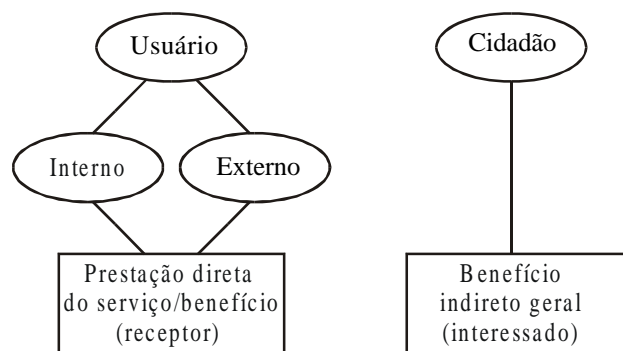 Usuário
Cidadão
Interno
Externo
Prestação direta
do serviço/benefício
(receptor)
Benefício
indireto geral
(interessado)